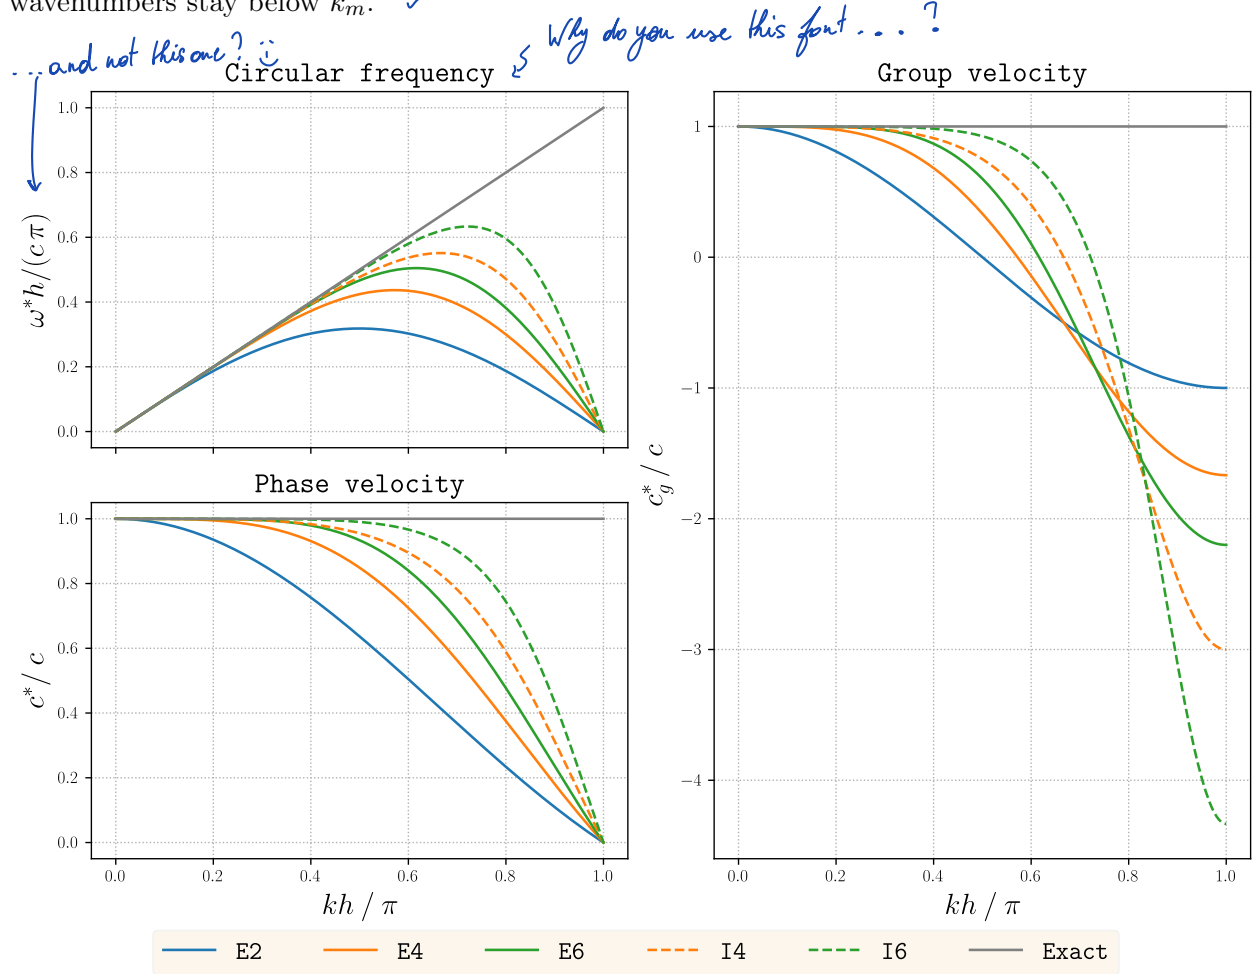 wavenumbers stay below k_m. ✓
Why do you use this font . . . . ?
... and not this one? :)
Circular frequency
1.0
0.8
0.6
0.4
0.2
0.0
ω*h/(c π)
Phase velocity
1.0
0.8
0.6
0.4
0.2
0.0
c*/ c
0.0 0.2 0.4 0.6 0.8 1.0
kh / π
Group velocity
1
0
−1
−2
−3
−4
c*_g / c
0.0 0.2 0.4 0.6 0.8 1.0
kh / π
E2 E4 E6 I4 I6 Exact